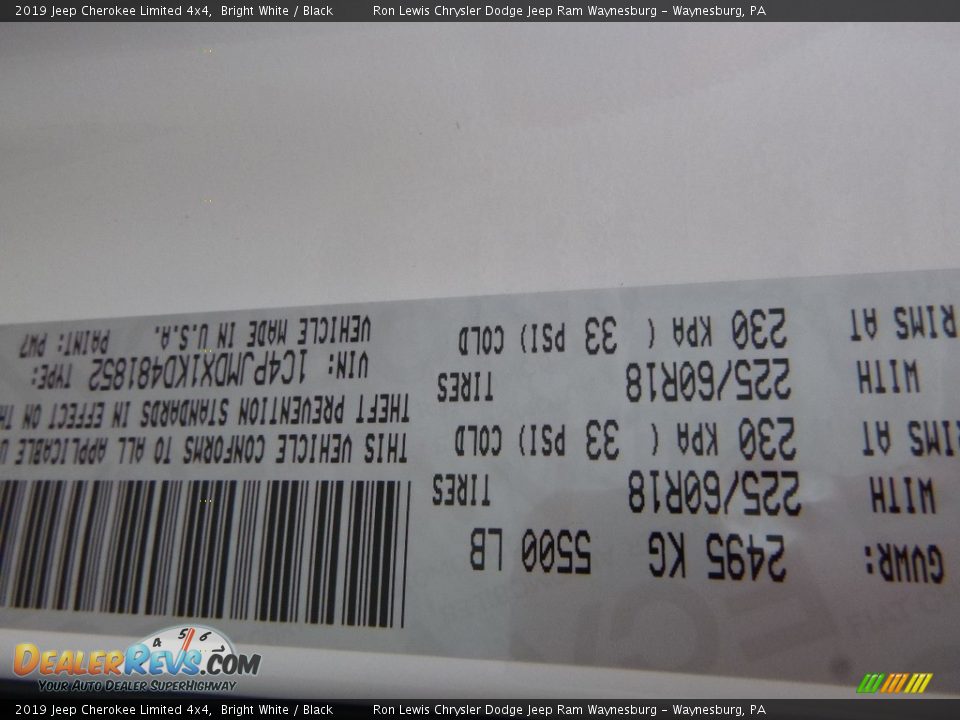 2019 Jeep Cherokee Limited 4x4, Bright White / Black Ron Lewis Chrysler Dodge Jeep Ram Waynesburg - Waynesburg, PA
GVWR: 2495 KG 5500 LB
WITH 225/60R18 TIRES
RIMS AT 230 KPA ( 33 PSI) COLD
WITH 225/60R18 TIRES
RIMS AT 230 KPA ( 33 PSI) COLD
THIS VEHICLE CONFORMS TO ALL APPLICABLE
THEFT PREVENTION STANDARDS IN EFFECT ON
VIN: 1C4PJMDX1KD481852 TYPE:
VEHICLE MADE IN U.S.A. PAINT: PW7
4 5 6
DealerRevs.com
Your Auto Dealer SuperHighway
2019 Jeep Cherokee Limited 4x4, Bright White / Black Ron Lewis Chrysler Dodge Jeep Ram Waynesburg - Waynesburg, PA